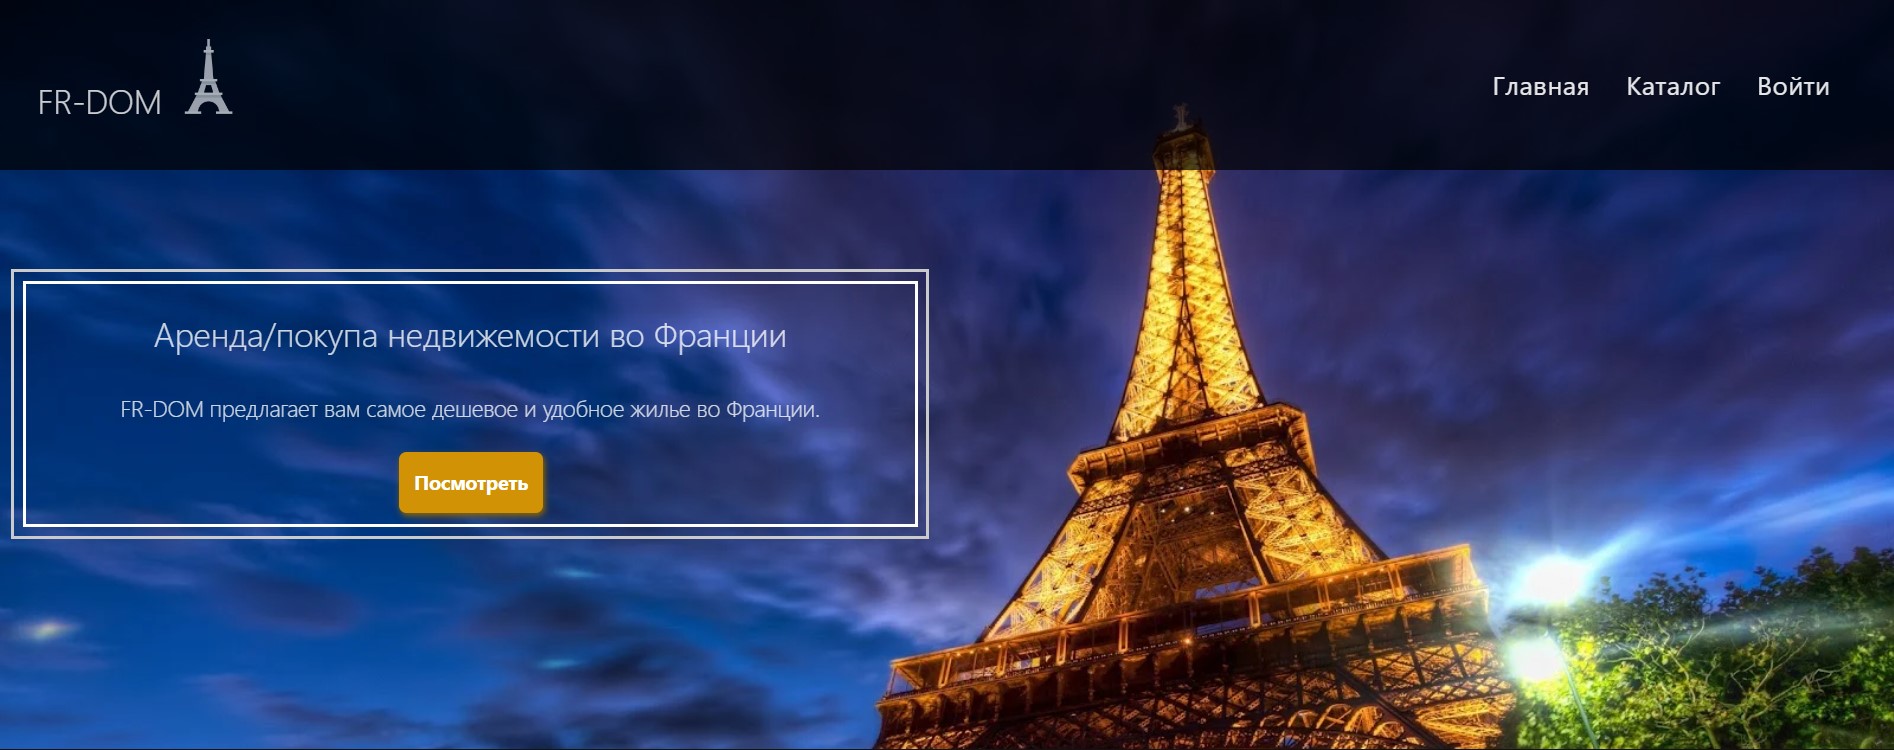 FR-DOM
Главная Каталог Войти
Аренда/покупа недвижемости во Франции
FR-DOM предлагает вам самое дешевое и удобное жилье во Франции.
Посмотреть